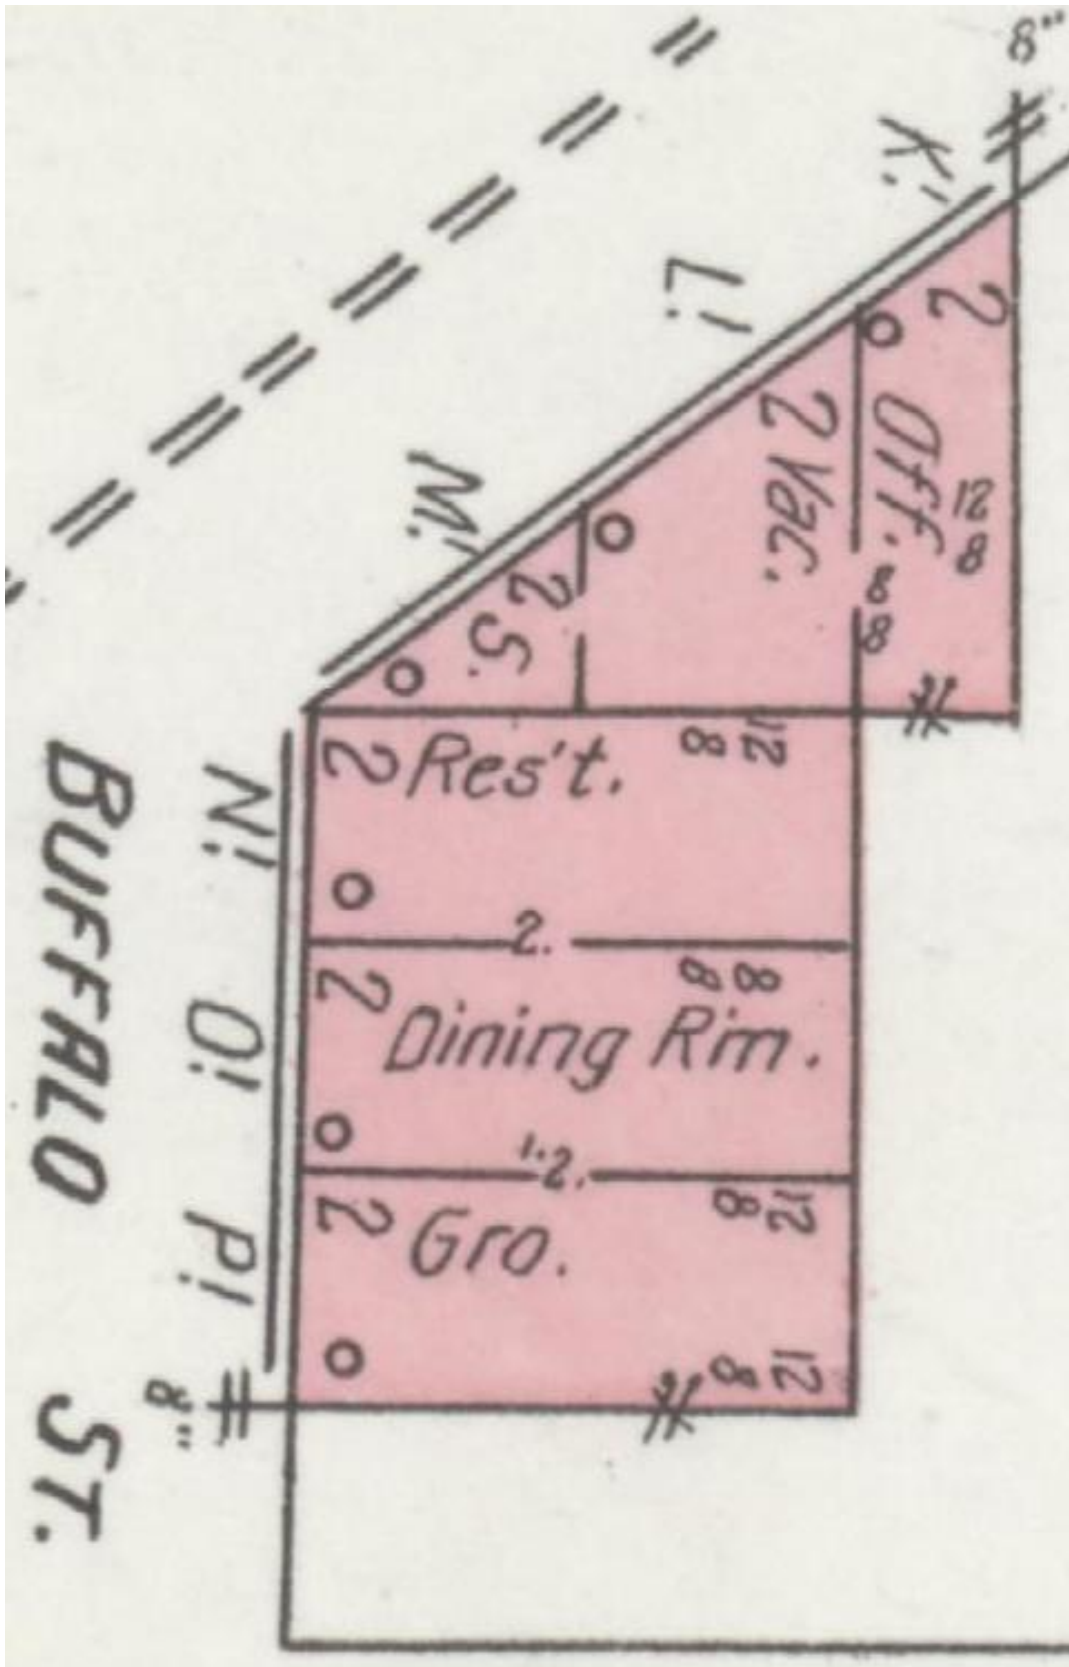 8"
K!
L!
M!
2
Off.
12
8
2 Vac.
8
8
2 S.
2 Res't.
8 12
N!
2.
2 Dining Rm.
8 8
O!
1.2.
2 Gro.
8 12
P!
8 12
8"
BUFFALO ST.